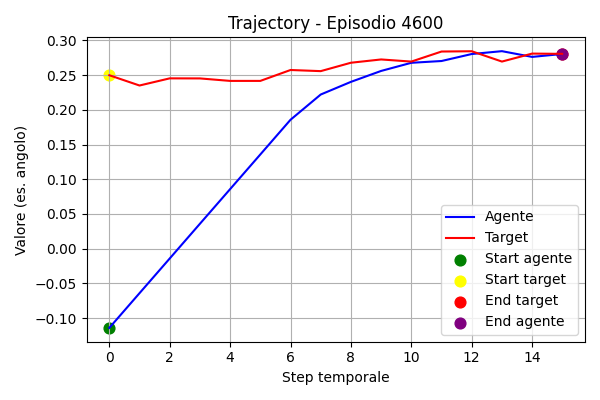 Trajectory - Episodio 4600
Valore (es. angolo)
0.30
0.25
0.20
0.15
0.10
0.05
0.00
−0.05
−0.10
0 2 4 6 8 10 12 14
Step temporale
Agente
Target
Start agente
Start target
End target
End agente